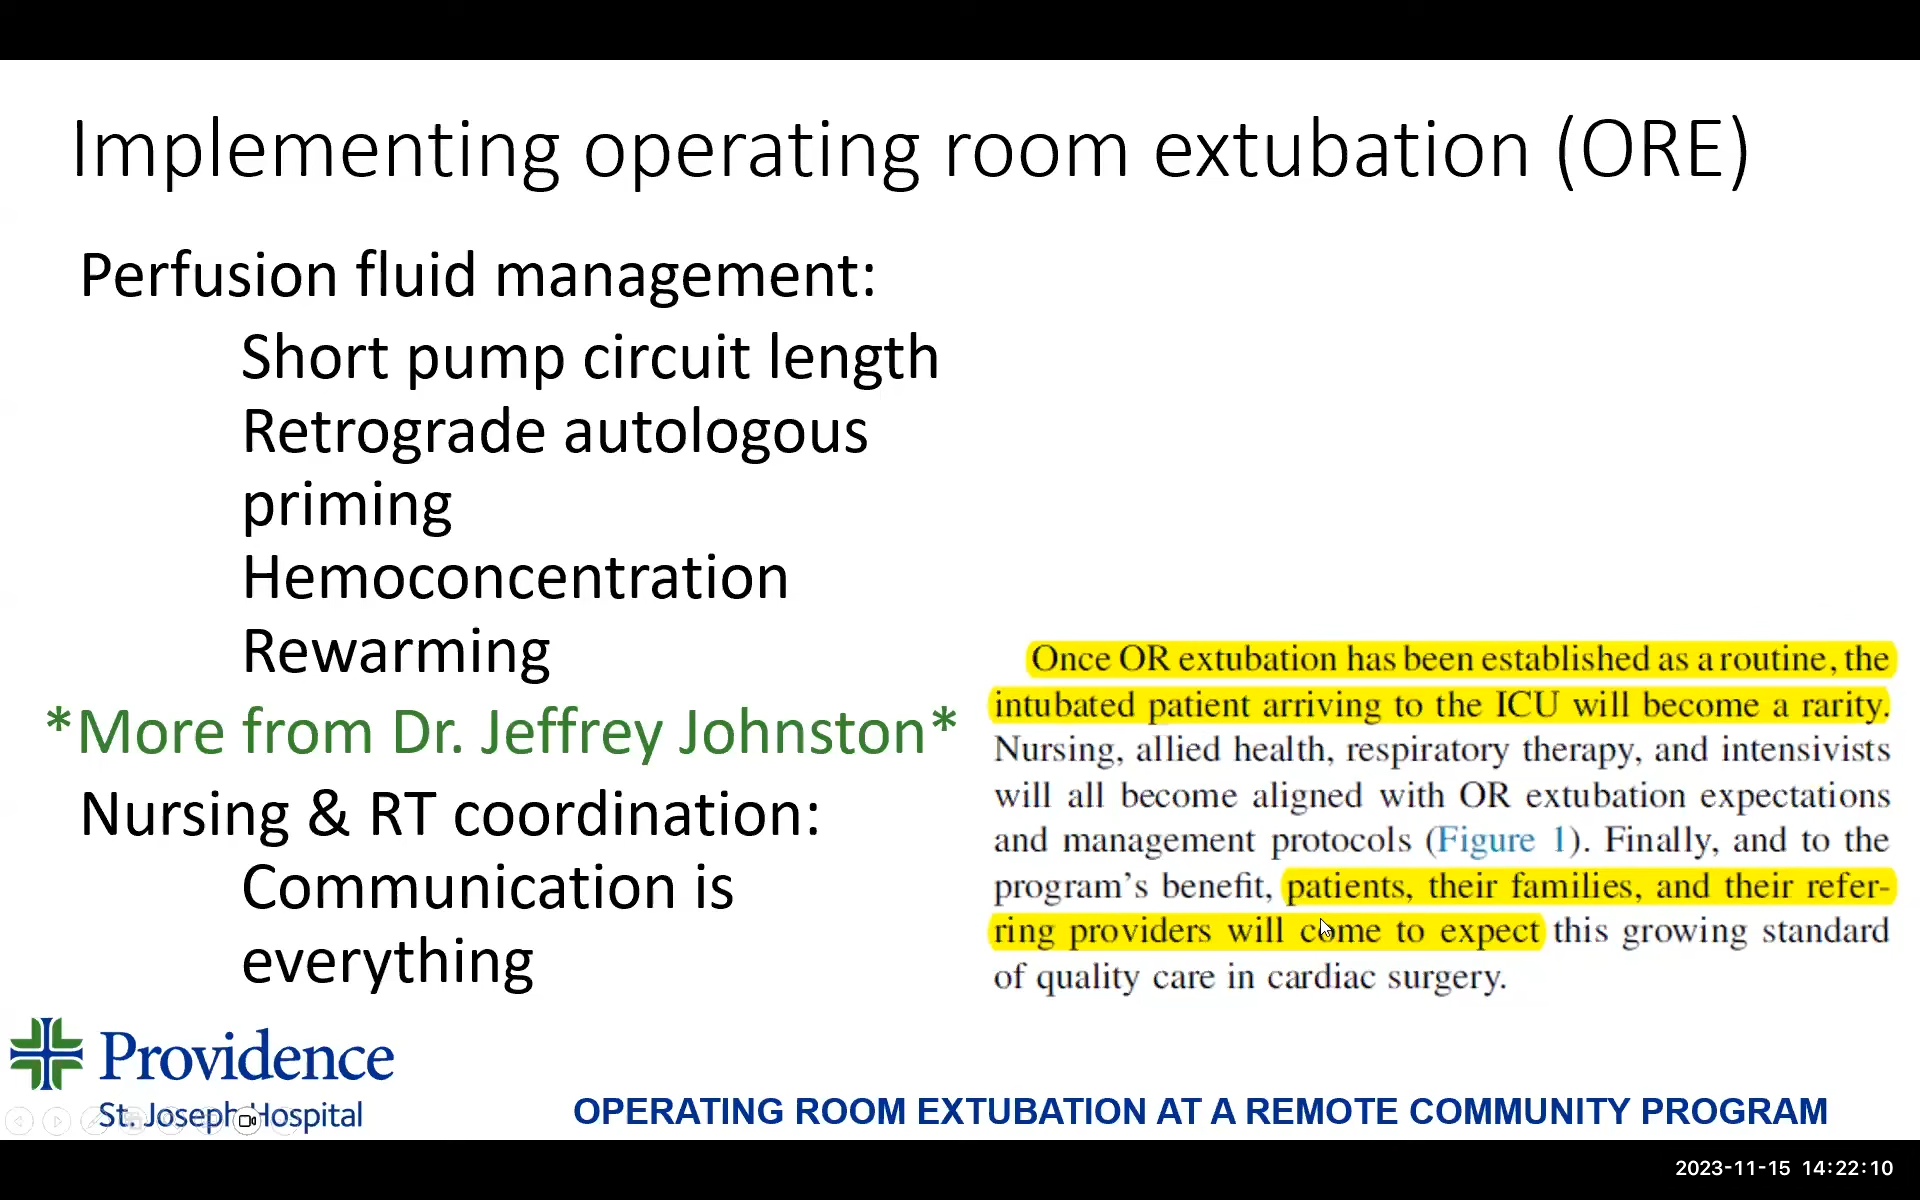 Implementing operating room extubation (ORE)
Perfusion fluid management:
Short pump circuit length
Retrograde autologous
priming
Hemoconcentration
Rewarming
*More from Dr. Jeffrey Johnston*
Nursing & RT coordination:
Communication is
everything
Once OR extubation has been established as a routine, the
intubated patient arriving to the ICU will become a rarity.
Nursing, allied health, respiratory therapy, and intensivists
will all become aligned with OR extubation expectations
and management protocols (Figure 1). Finally, and to the
program's benefit, patients, their families, and their refer-
ring providers will come to expect this growing standard
of quality care in cardiac surgery.
Providence
St. Joseph Hospital
OPERATING ROOM EXTUBATION AT A REMOTE COMMUNITY PROGRAM
2023-11-15 14:22:10